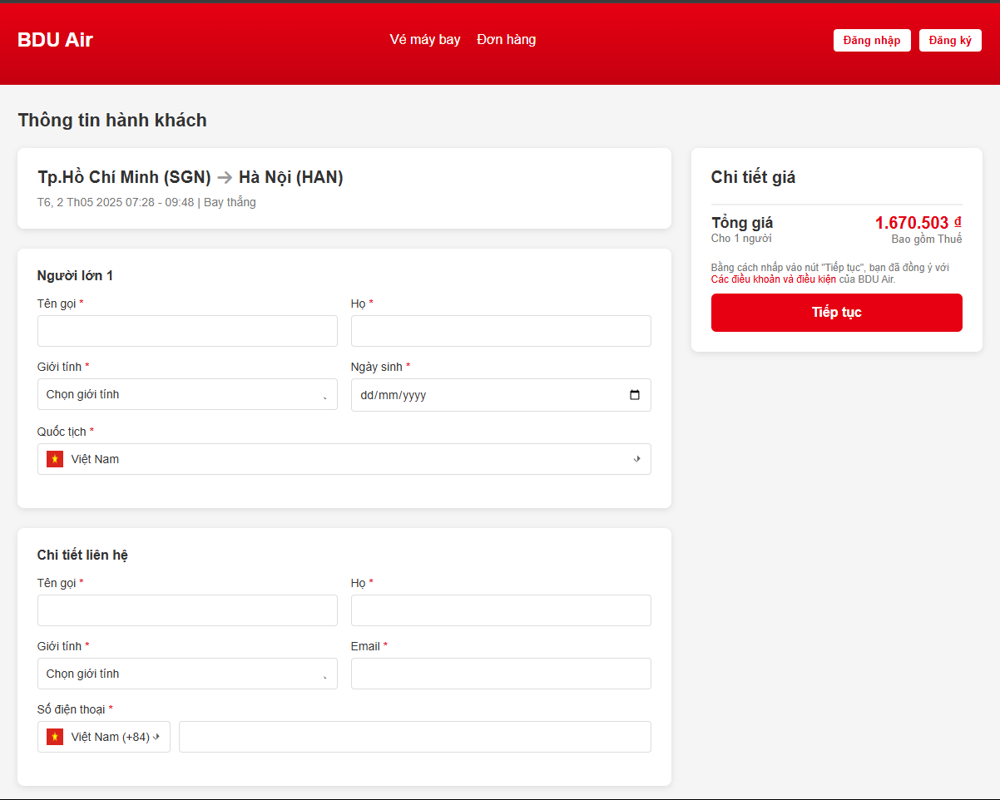 BDU Air
Vé máy bay
Đơn hàng
Đăng nhập
Đăng ký
Thông tin hành khách
Tp.Hồ Chí Minh (SGN) → Hà Nội (HAN)
T6, 2 Th05 2025 07:28 - 09:48 | Bay thẳng
Người lớn 1
Tên gọi *
Họ *
Giới tính *
Ngày sinh *
Chọn giới tính
dd/mm/yyyy
Quốc tịch *
Việt Nam
Chi tiết liên hệ
Tên gọi *
Họ *
Giới tính *
Email *
Chọn giới tính
Số điện thoại *
Việt Nam (+84)
Chi tiết giá
Tổng giá
1.670.503 ₫
Cho 1 người
Bao gồm Thuế
Bằng cách nhấp vào nút "Tiếp tục", bạn đã đồng ý với
Các điều khoản và điều kiện của BDU Air.
Tiếp tục